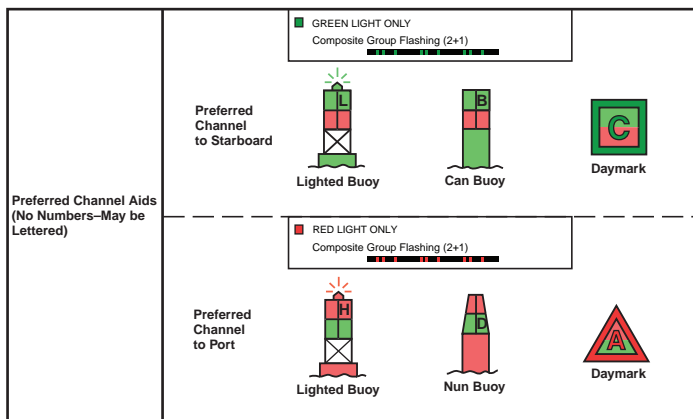 GREEN LIGHT ONLY
Composite Group Flashing (2+1)
Preferred
Channel
to Starboard
L
B
C
Lighted Buoy
Can Buoy
Daymark
Preferred Channel Aids
(No Numbers–May be
Lettered)
RED LIGHT ONLY
Composite Group Flashing (2+1)
Preferred
Channel
to Port
H
D
A
Lighted Buoy
Nun Buoy
Daymark